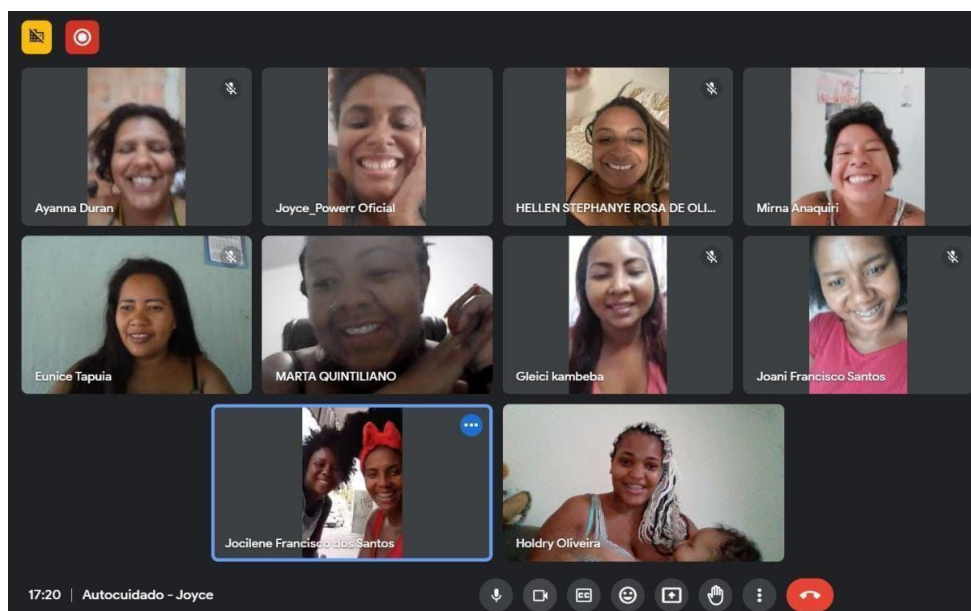 Ayanna Duran
Joyce_Powerr Oficial
HELLEN STEPHANYE ROSA DE OLI...
Mirna Anaquiri
Eunice Tapuia
MARTA QUINTILIANO
Gleici kambeba
Joani Francisco Santos
Jocilene Francisco dos Santos
Holdry Oliveira
17:20 | Autocuidado - Joyce